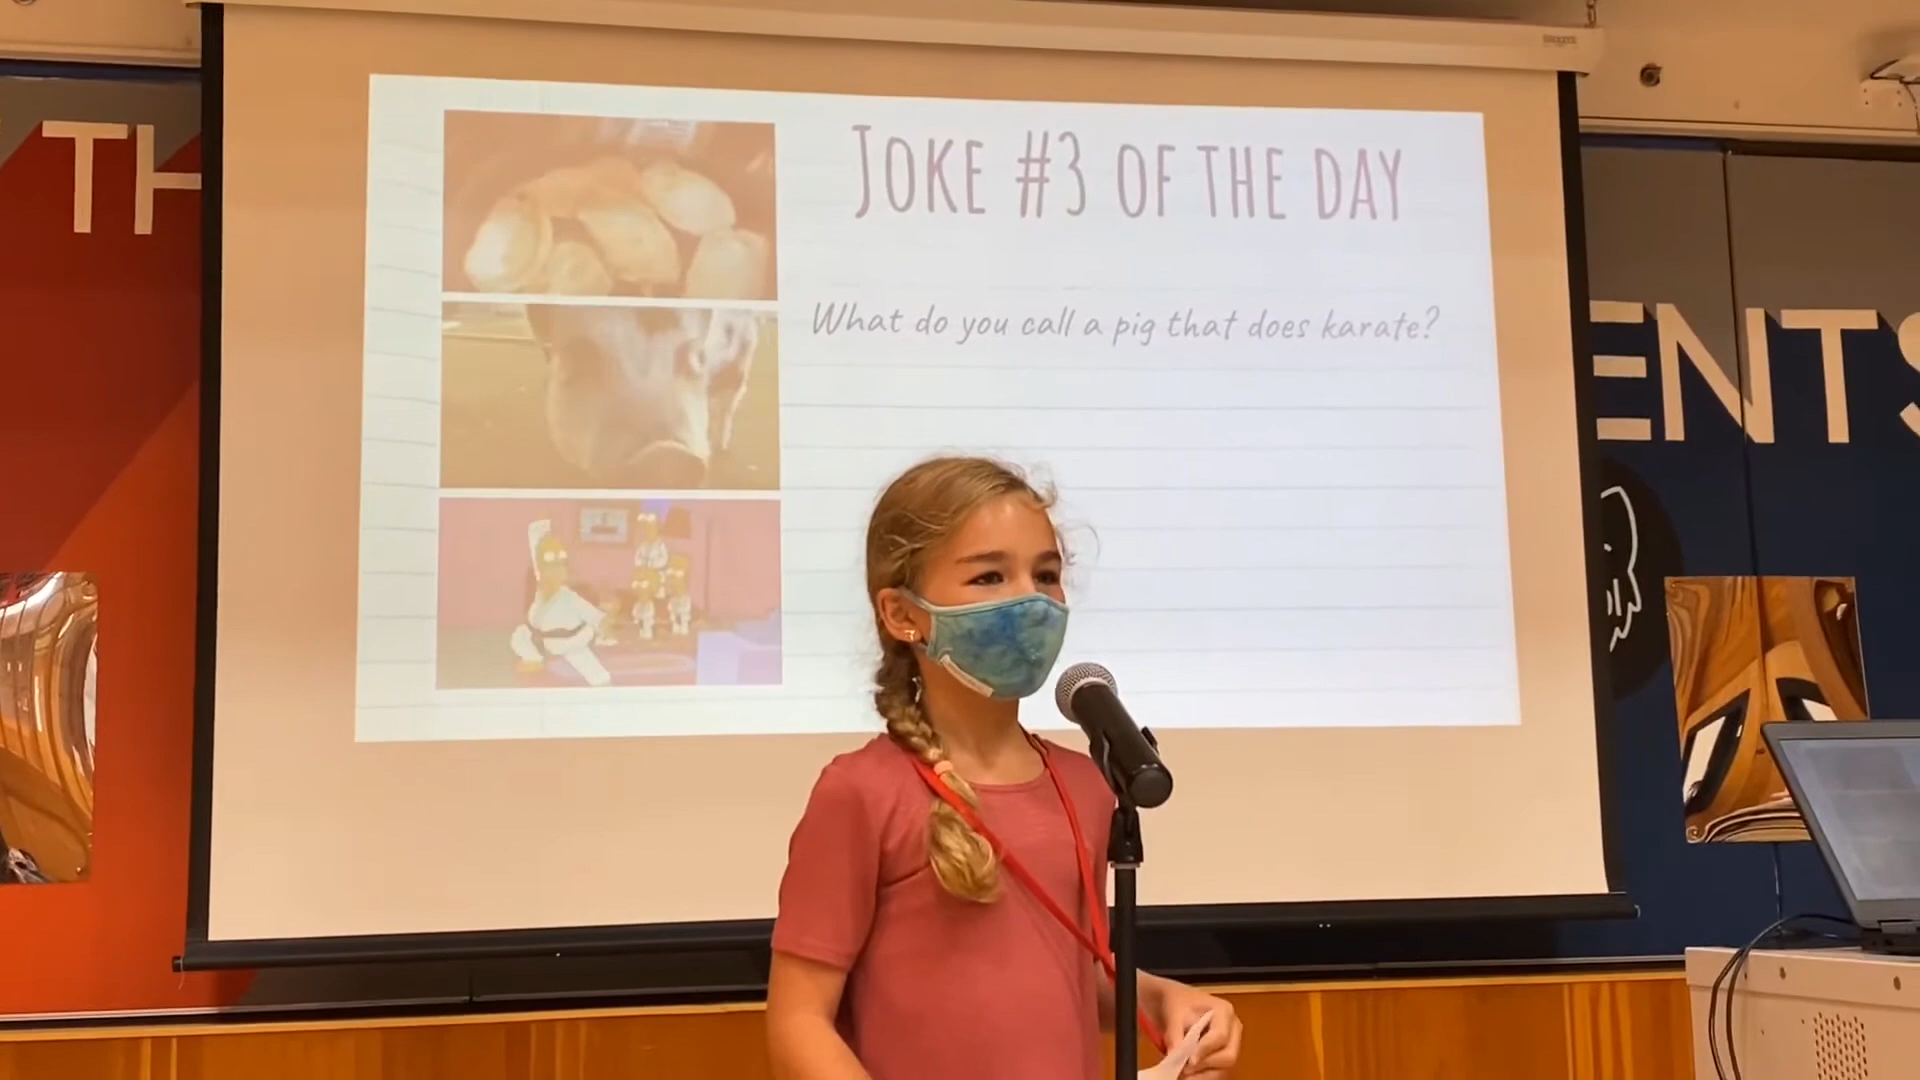 TH
JOKE #3 OF THE DAY
What do you call a pig that does karate?
ENTS